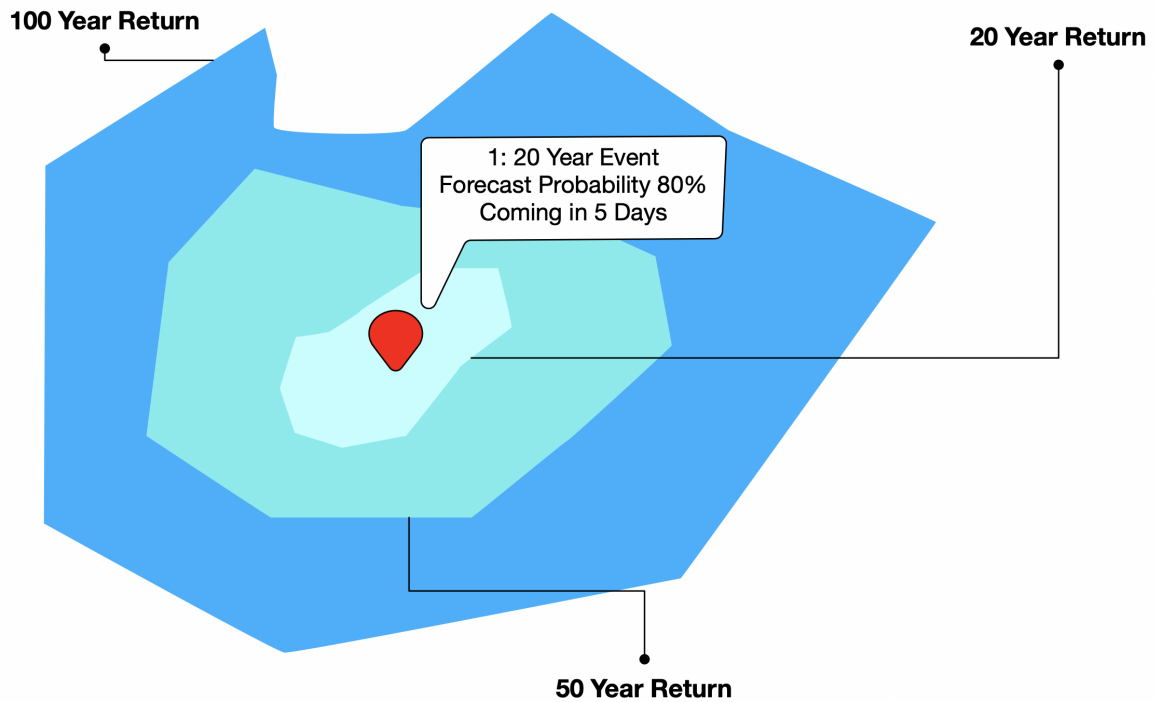 100 Year Return
20 Year Return
1: 20 Year Event
Forecast Probability 80%
Coming in 5 Days
50 Year Return